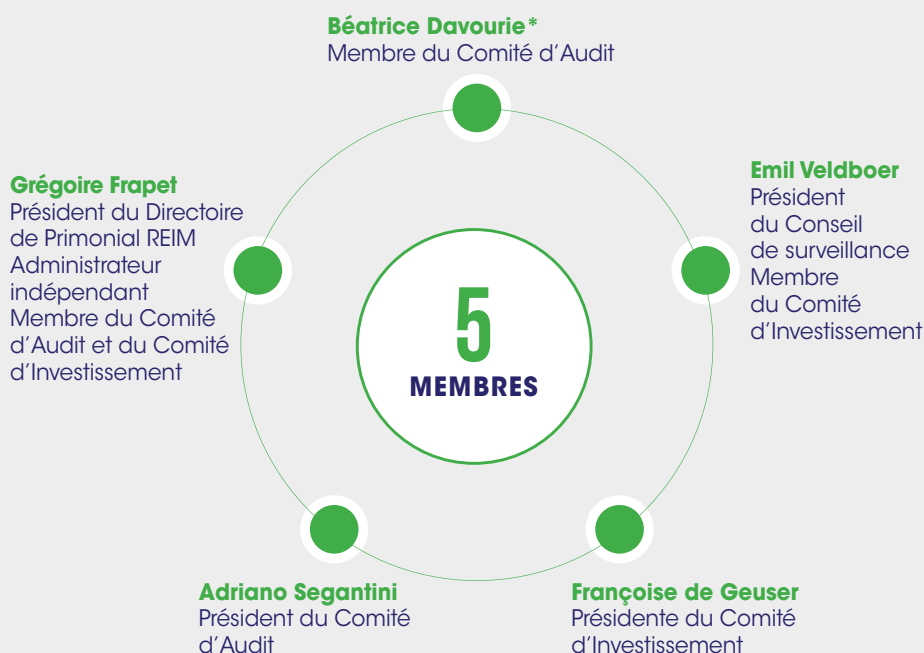 Béatrice Davourie*
Membre du Comité d'Audit
Grégoire Frapet
Président du Directoire
de Primonial REIM
Administrateur
indépendant
Membre du Comité
d'Audit et du Comité
d'Investissement
Emil Veldboer
Président
du Conseil
de surveillance
Membre
du Comité
d'Investissement
5
MEMBRES
Adriano Segantini
Président du Comité
d'Audit
Françoise de Geuser
Présidente du Comité
d'Investissement